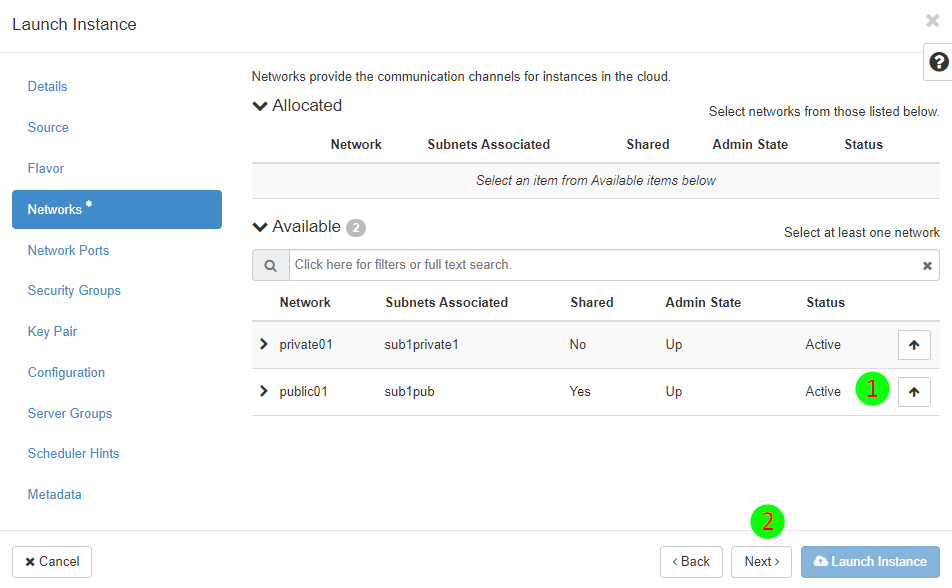 Launch Instance
Details
Source
Flavor
Networks *
Network Ports
Security Groups
Key Pair
Configuration
Server Groups
Scheduler Hints
Metadata
Networks provide the communication channels for instances in the cloud.
Allocated
Select networks from those listed below.
Network Subnets Associated Shared Admin State Status
Select an item from Available items below
Available 2
Select at least one network
Click here for filters or full text search.
Network Subnets Associated Shared Admin State Status
private01 sub1private1 No Up Active
public01 sub1pub Yes Up Active 1
2
Cancel
Back
Next
Launch Instance